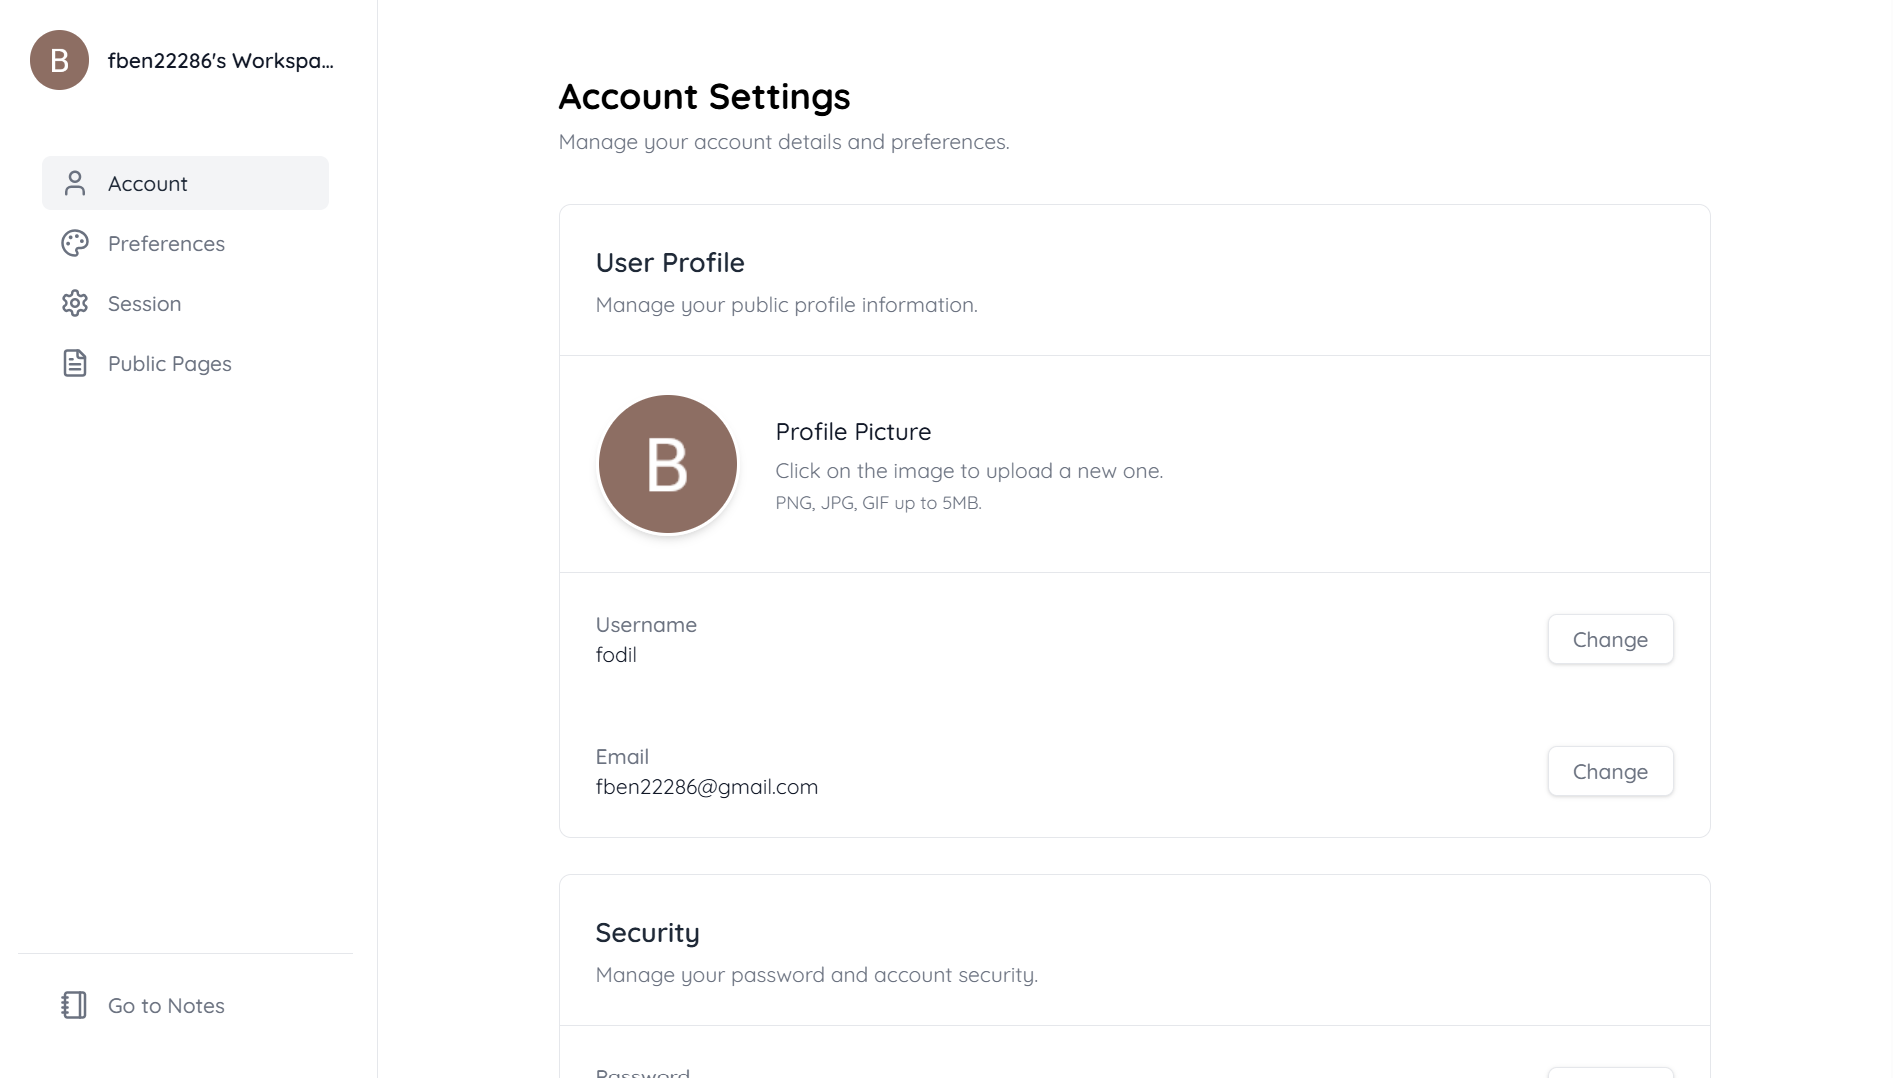 B
fben22286's Workspa...
Account
Preferences
Session
Public Pages
Go to Notes
Account Settings
Manage your account details and preferences.
User Profile
Manage your public profile information.
B
Profile Picture
Click on the image to upload a new one.
PNG, JPG, GIF up to 5MB.
Username
fodil
Change
Email
fben22286@gmail.com
Change
Security
Manage your password and account security.
Password